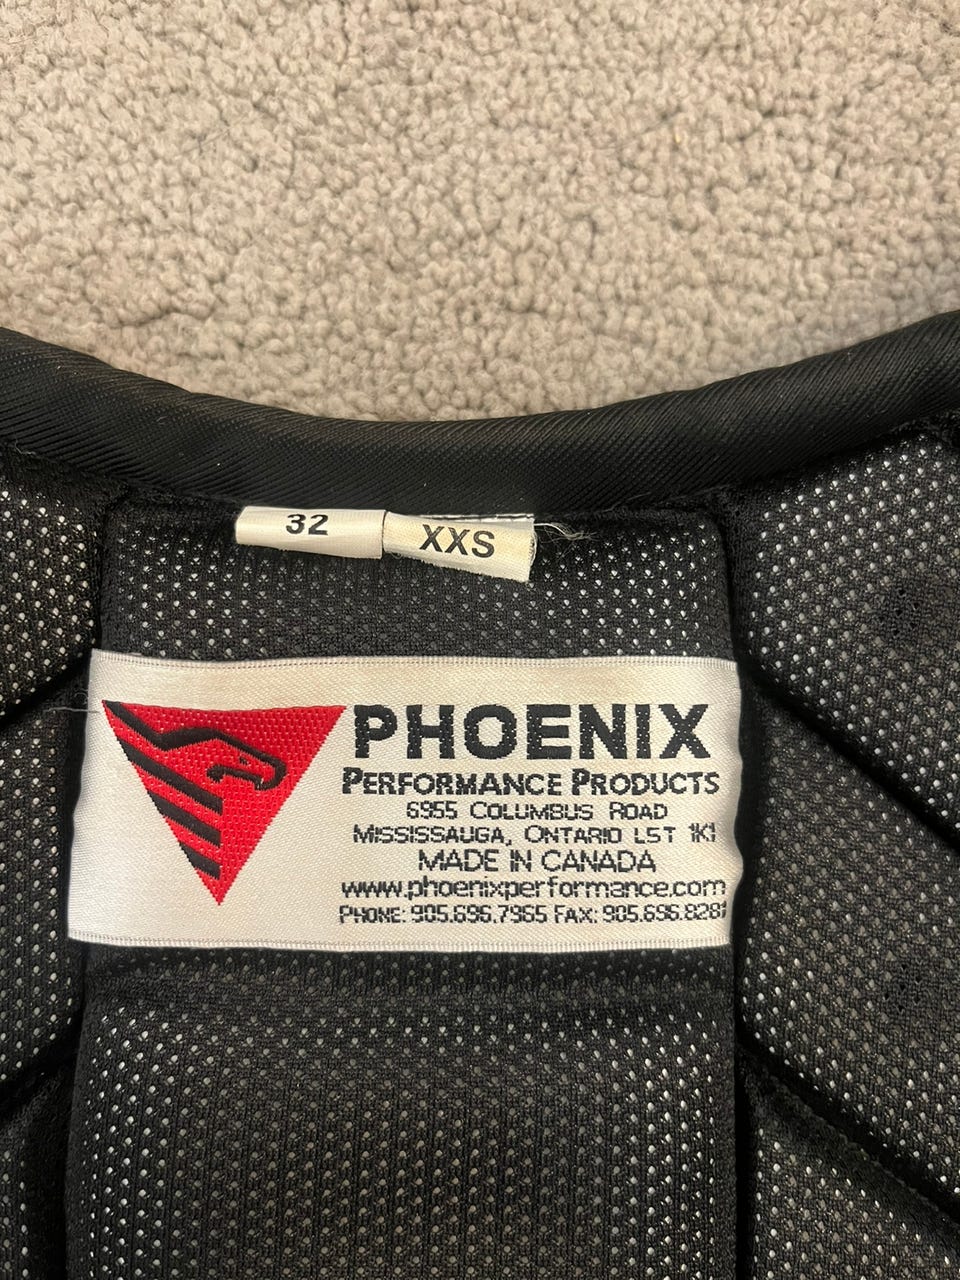 32
XXS
PHOENIX
PERFORMANCE PRODUCTS
6955 COLUMBUS ROAD
MISSISSAUGA, ONTARIO L5T 1K1
MADE IN CANADA
www.phoenixperformance.com
PHONE: 905.696.7965 FAX: 905.696.8281